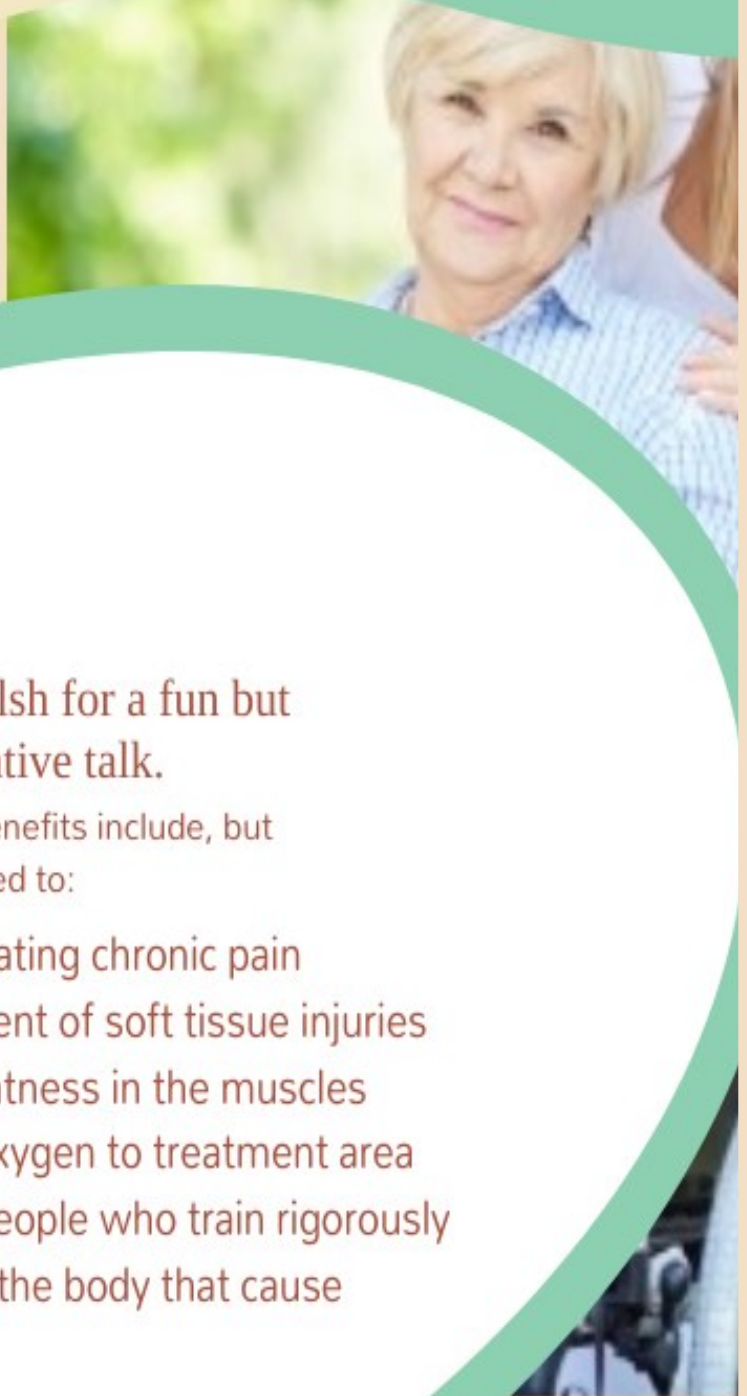 lsh for a fun but
ative talk.
enefits include, but
ed to:
ating chronic pain
ent of soft tissue injuries
tness in the muscles
xygen to treatment area
eople who train rigorously
the body that cause